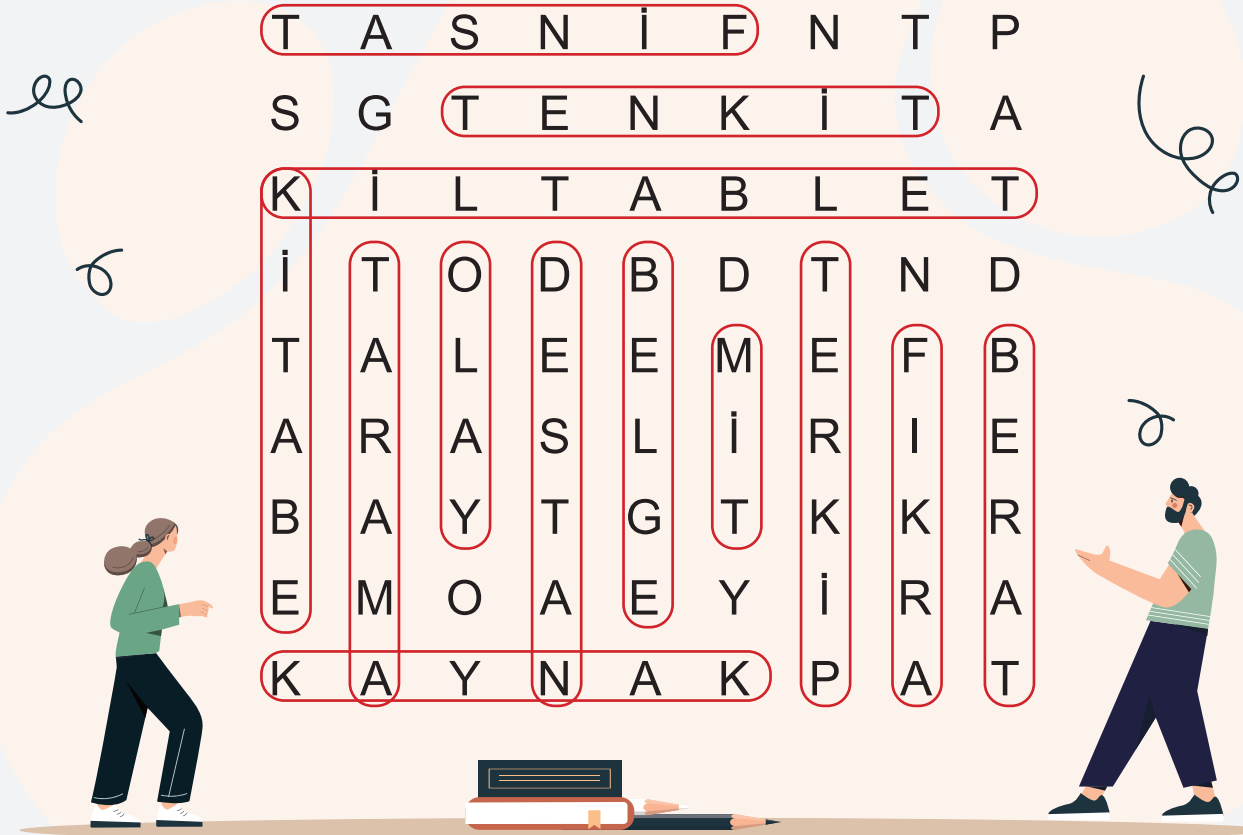 T A S N İ F N T P
S G T E N K İ T A
K İ L T A B L E T
İ T O D B D T N D
T A L E E M E F B
A R A S L İ R I E
B A Y T G T K K R
E M O A E Y İ R A
K A Y N A K P A T